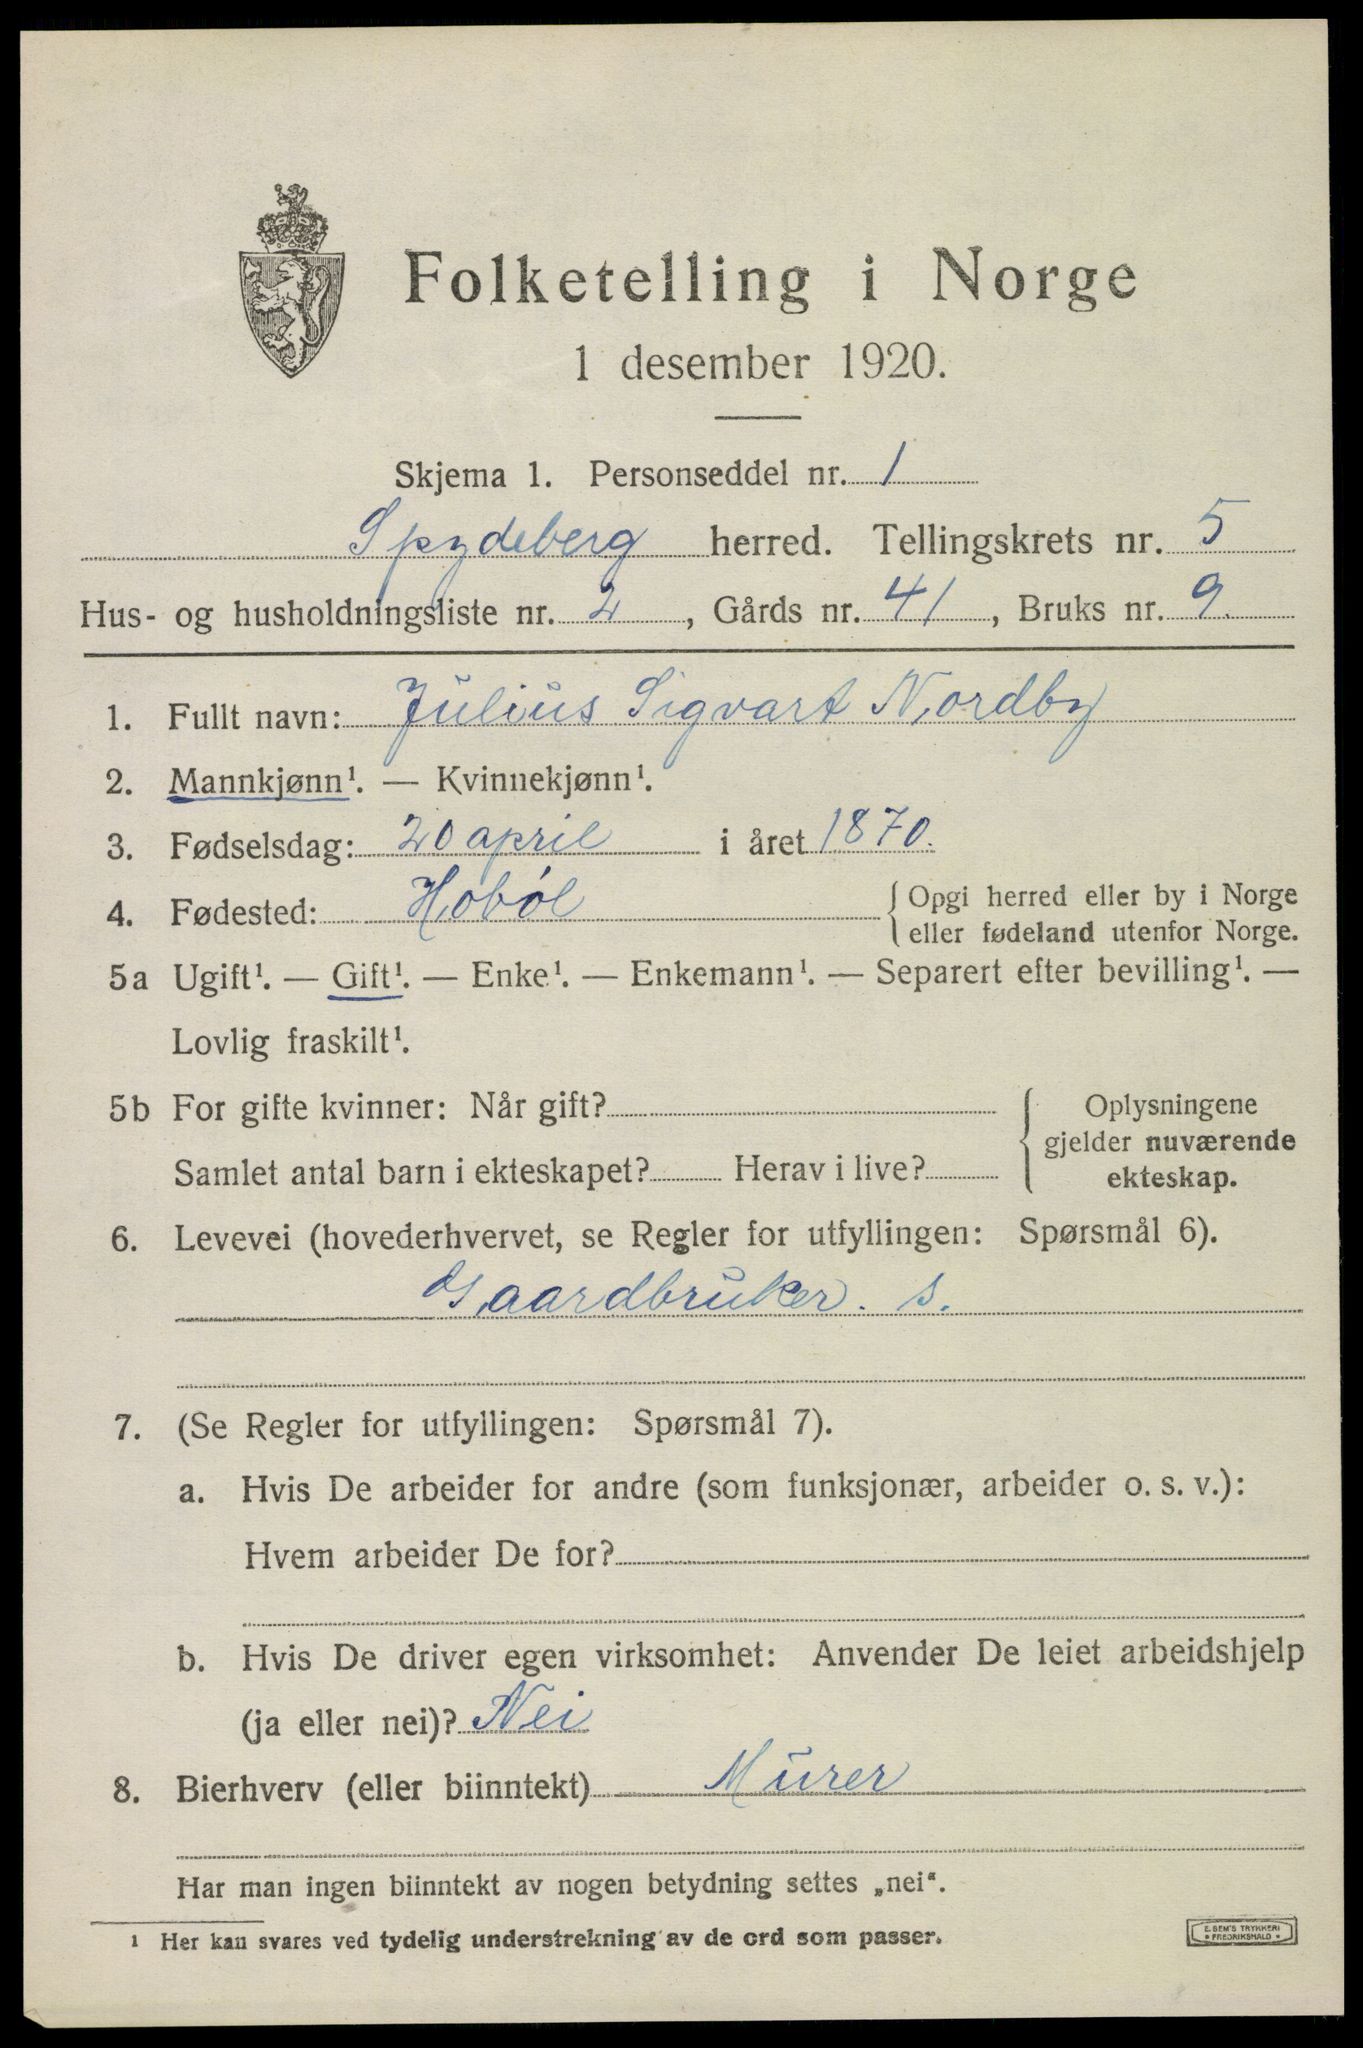 Folketelling i Norge
1 desember 1920.
Skjema 1. Personseddel nr. 1
Spydeberg herred. Tellingskrets nr. 5
Hus- og husholdningsliste nr. 2, Gårds nr. 41, Bruks nr. 9.
1. Fullt navn: Julius Sigvart Nordby
2. Mannkjønn¹. — Kvinnekjønn¹.
3. Fødselsdag: 20 april i året 1870.
4. Fødested: Hobøl { Opgi herred eller by i Norge
eller fødeland utenfor Norge.
5a Ugift¹. — Gift¹. — Enke¹. — Enkemann¹. — Separert efter bevilling¹. —
Lovlig fraskilt¹.
5b For gifte kvinner: Når gift?
Samlet antal barn i ekteskapet? Herav i live?
Oplysningene
gjelder nuværende
ekteskap.
6. Levevei (hovederhvervet, se Regler for utfyllingen: Spørsmål 6).
Gaardbruker. s.
7. (Se Regler for utfyllingen: Spørsmål 7).
a. Hvis De arbeider for andre (som funksjonær, arbeider o. s. v.):
Hvem arbeider De for?
b. Hvis De driver egen virksomhet: Anvender De leiet arbeidshjelp
(ja eller nei)? Nei
8. Bierhverv (eller biinntekt) Murer
Har man ingen biinntekt av nogen betydning settes „nei“.
¹ Her kan svares ved tydelig understrekning av de ord som passer.
E. SEM'S TRYKKERI
FREDRIKSHALD